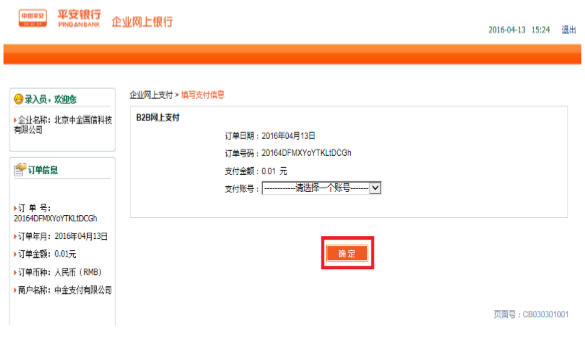 中国平安 平安银行 企业网上银行
PINGAN BANK
2016-04-13 15:24 退出
录入员，欢迎您
企业名称：北京中金国信科技有限公司
订单信息
订 单 号：
20164DFMXYoYTKLtDCGh
订单年月：2016年04月13日
订单金额：0.01元
订单币种：人民币（RMB）
商户名称：中金支付有限公司
企业网上支付 > 填写支付信息
B2B网上支付
订单日期：2016年04月13日
订单号码：20164DFMXYoYTKLtDCGh
支付金额：0.01 元
支付账号：------------请选择一个账号-------
确定
页面号：CB030301001